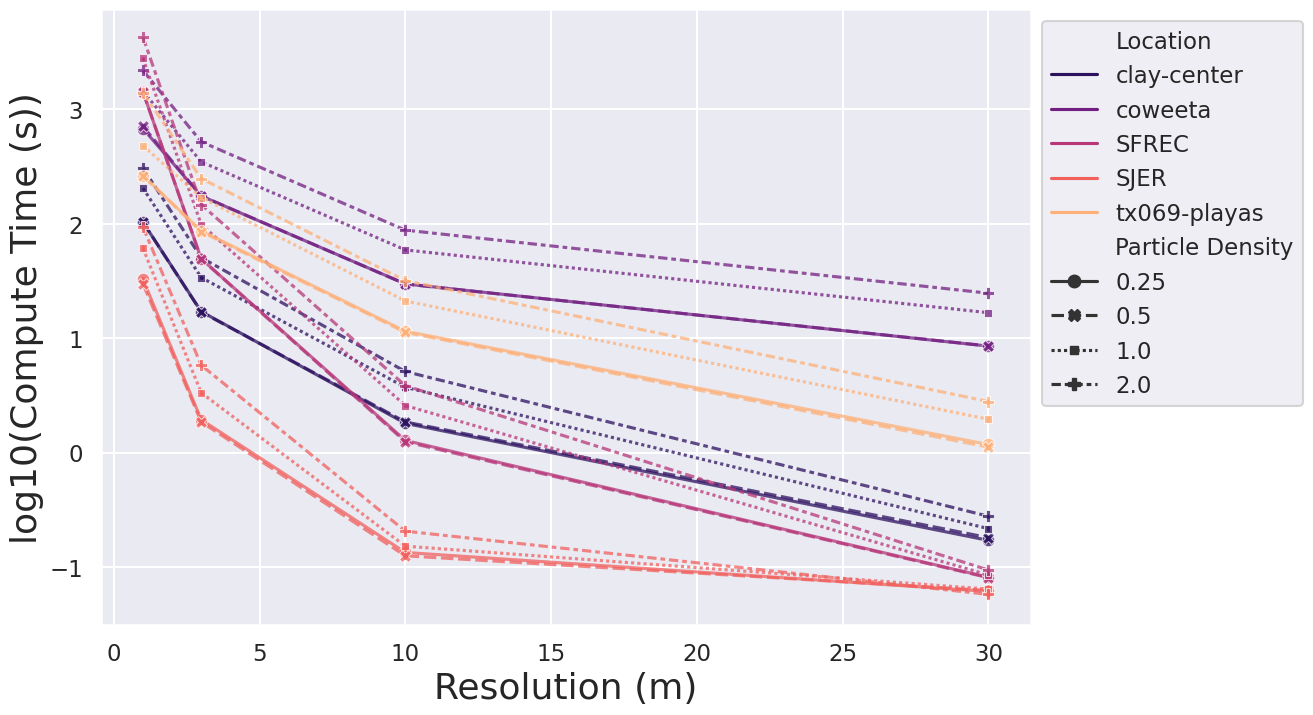 log10(Compute Time (s))
3
2
1
0
−1
0 5 10 15 20 25 30
Resolution (m)
Location
clay-center
coweeta
SFREC
SJER
tx069-playas
Particle Density
0.25
0.5
1.0
2.0